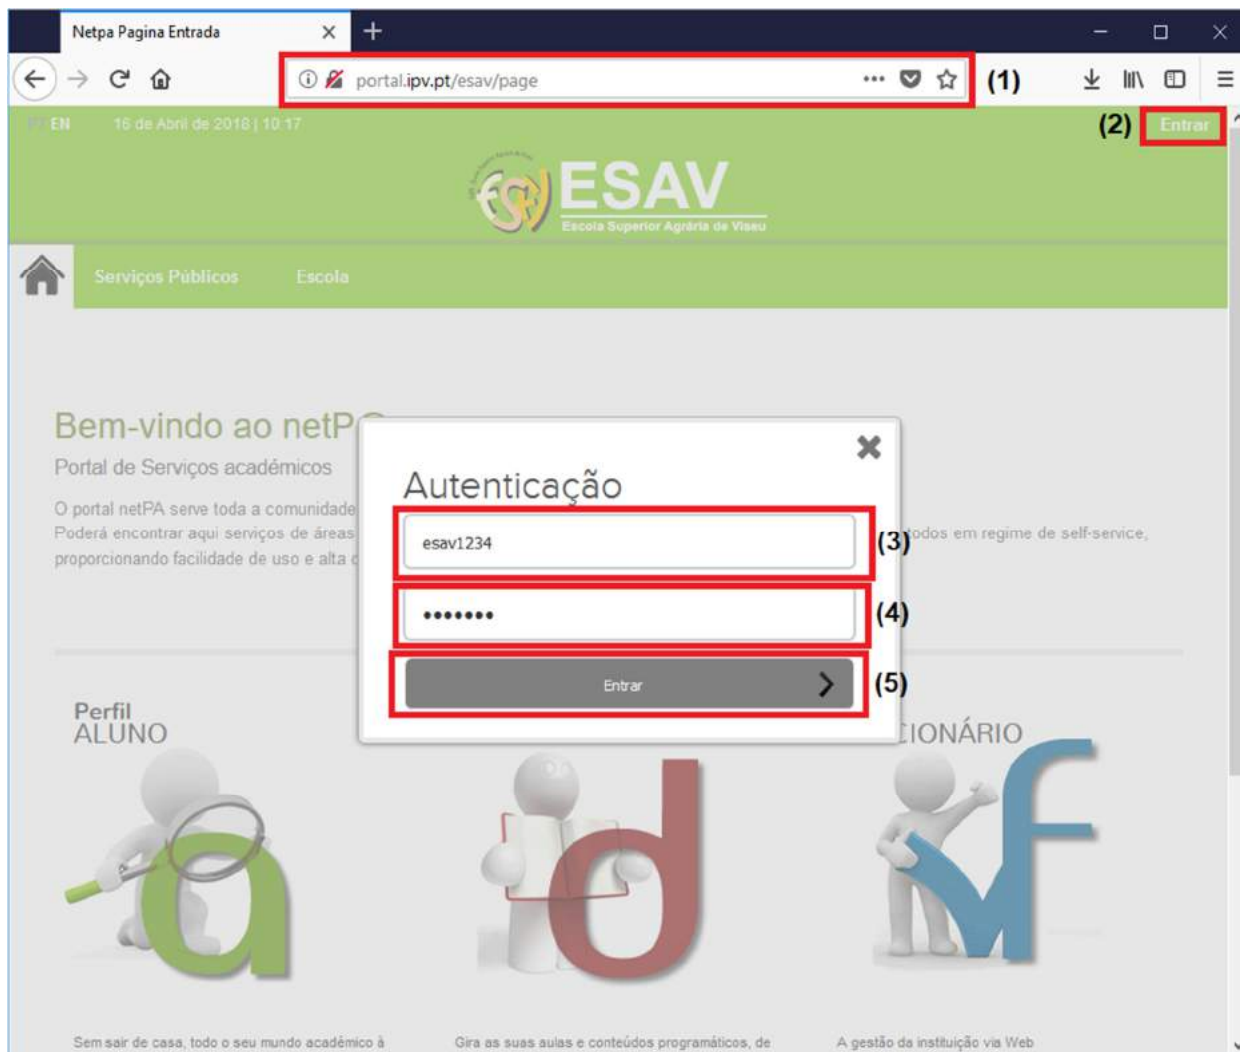 Netpa Pagina Entrada
portal.ipv.pt/esav/page
(1)
PT EN 16 de Abril de 2018 | 10:17
(2) Entrar
ESAV
Escola Superior Agrária de Viseu
Serviços Públicos Escola
Bem-vindo ao netP
Portal de Serviços académicos
O portal netPA serve toda a comunidade
Poderá encontrar aqui serviços de áreas
todos em regime de self-service,
proporcionando facilidade de uso e alta
Autenticação
esav1234
(3)
•••••••
(4)
Entrar
(5)
Perfil
ALUNO
CIONÁRIO
Sem sair de casa, todo o seu mundo académico à
Gira as suas aulas e conteúdos programáticos, de
A gestão da instituição via Web